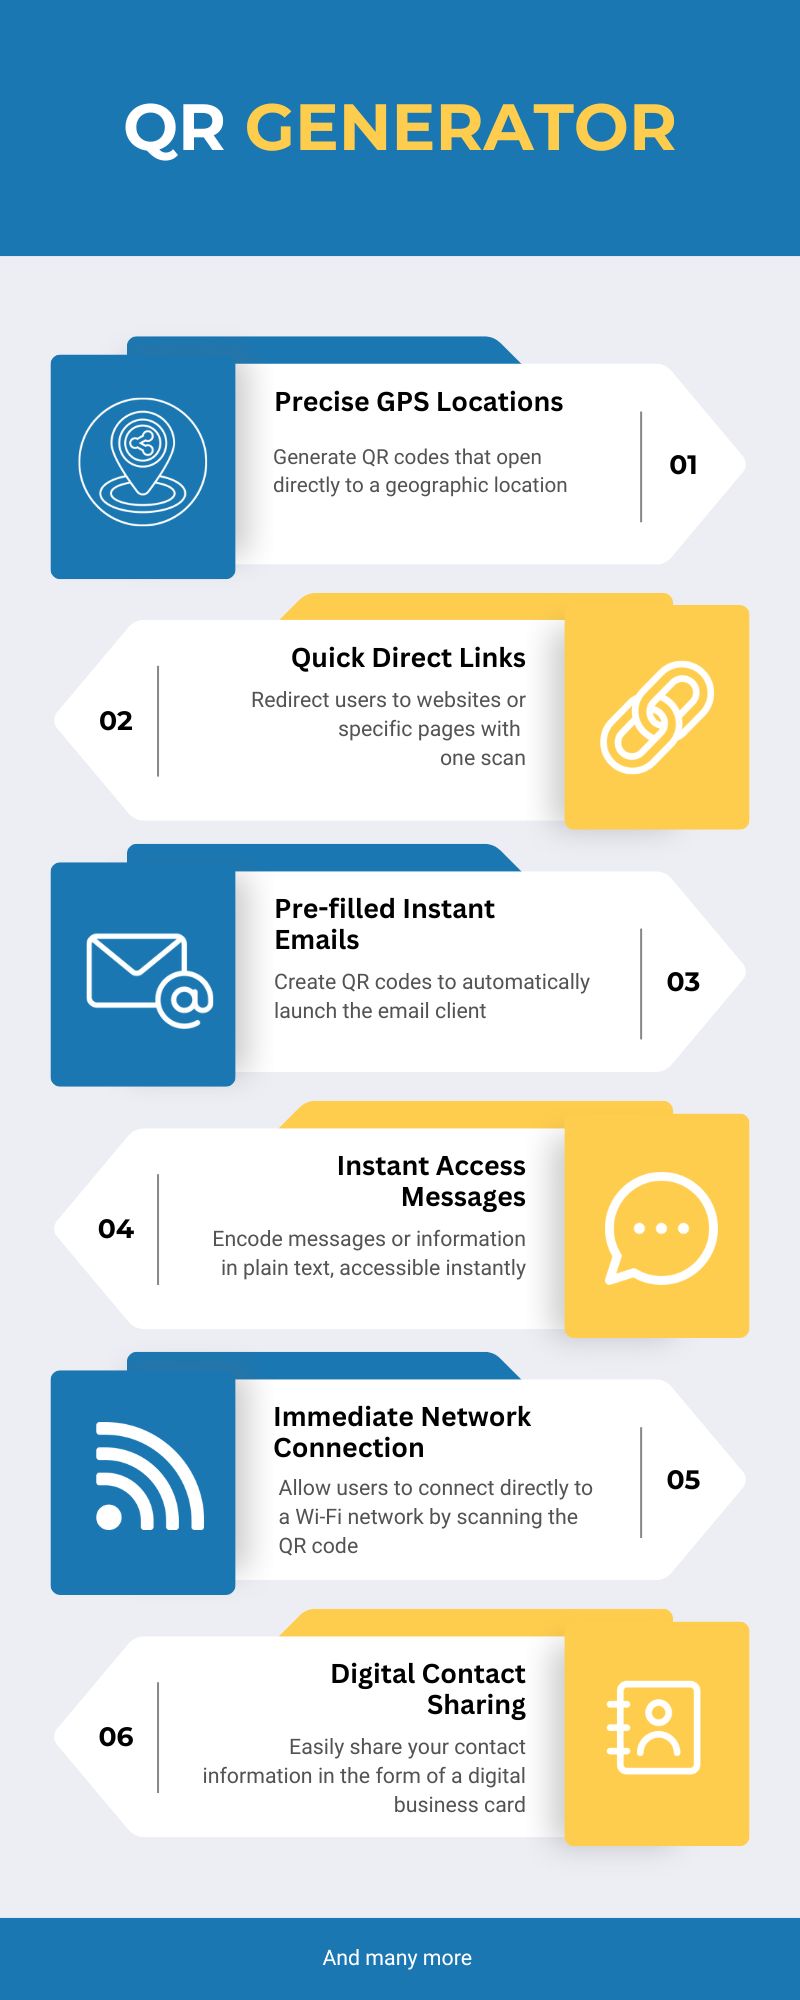 QR GENERATOR
Precise GPS Locations
Generate QR codes that open
directly to a geographic location
01
Quick Direct Links
Redirect users to websites or
specific pages with
one scan
02
Pre-filled Instant
Emails
Create QR codes to automatically
launch the email client
03
Instant Access
Messages
Encode messages or information
in plain text, accessible instantly
04
Immediate Network
Connection
Allow users to connect directly to
a Wi-Fi network by scanning the
QR code
05
Digital Contact
Sharing
Easily share your contact
information in the form of a digital
business card
06
And many more